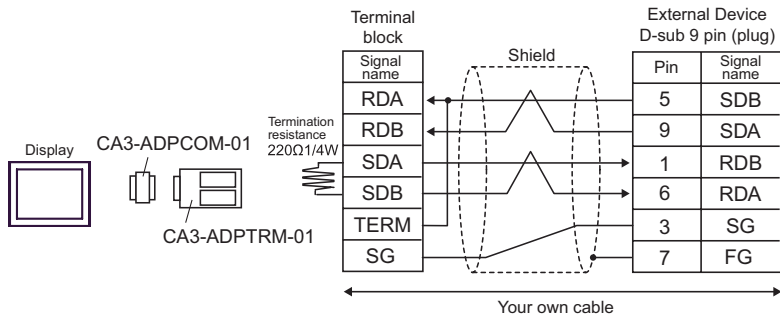 Display
CA3-ADPCOM-01
CA3-ADPTRM-01
Termination
resistance
220Ω1/4W
Terminal
block
Signal
name
RDA
RDB
SDA
SDB
TERM
SG
Shield
External Device
D-sub 9 pin (plug)
Pin Signal
name
5 SDB
9 SDA
1 RDB
6 RDA
3 SG
7 FG
Your own cable